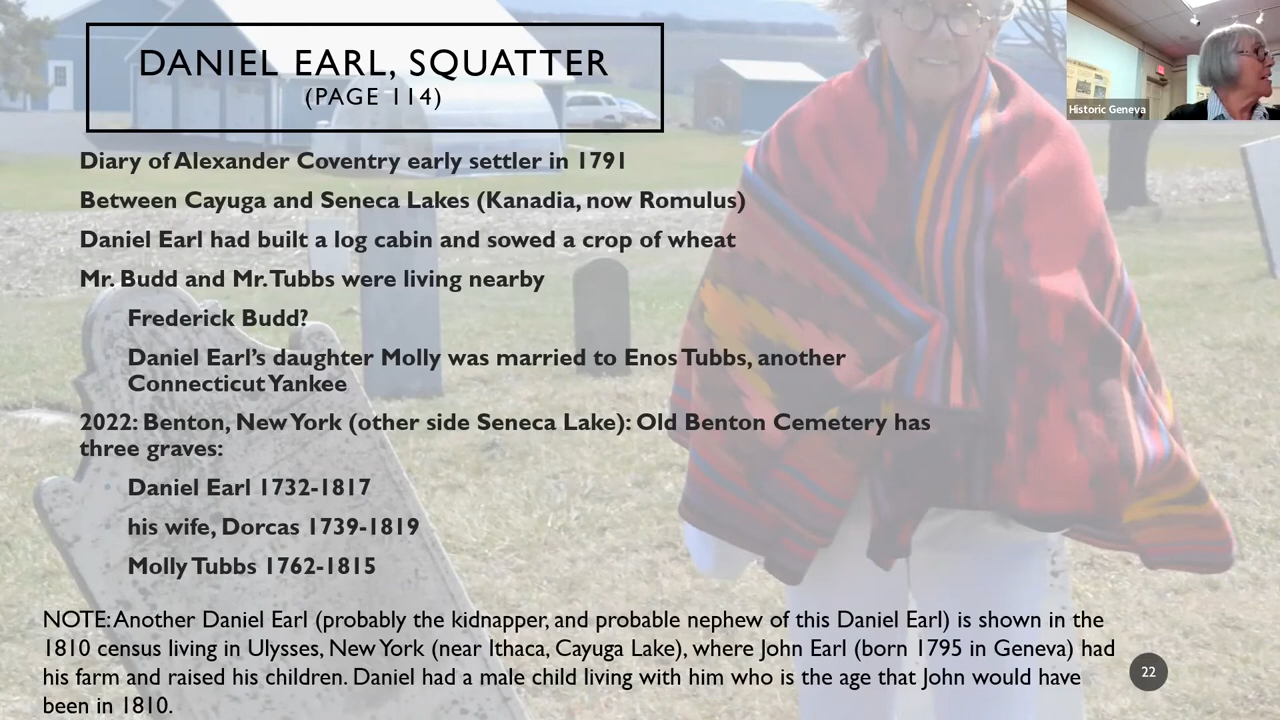 DANIEL EARL, SQUATTER
(PAGE 114)
Historic Geneva
Diary of Alexander Coventry early settler in 1791
Between Cayuga and Seneca Lakes (Kanadia, now Romulus)
Daniel Earl had built a log cabin and sowed a crop of wheat
Mr. Budd and Mr. Tubbs were living nearby
Frederick Budd?
Daniel Earl's daughter Molly was married to Enos Tubbs, another
Connecticut Yankee
2022: Benton, New York (other side Seneca Lake): Old Benton Cemetery has
three graves:
Daniel Earl 1732-1817
his wife, Dorcas 1739-1819
Molly Tubbs 1762-1815
NOTE: Another Daniel Earl (probably the kidnapper, and probable nephew of this Daniel Earl) is shown in the
1810 census living in Ulysses, New York (near Ithaca, Cayuga Lake), where John Earl (born 1795 in Geneva) had
his farm and raised his children. Daniel had a male child living with him who is the age that John would have
been in 1810.
22